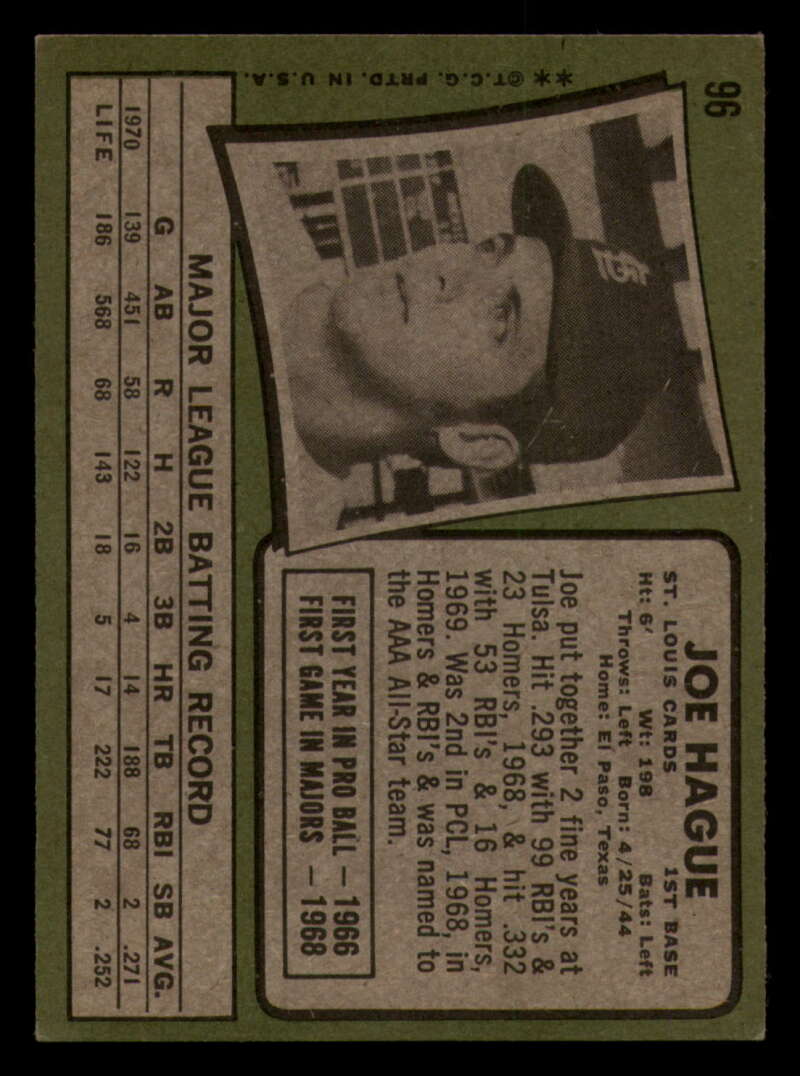 96
**©T.C.G. PRTD. IN U.S.A.
JOE HAGUE
ST. LOUIS CARDS 1ST BASE
Ht: 6' Wt: 198 Bats: Left
Throws: Left Born: 4/25/44
Home: El Paso, Texas
Joe put together 2 fine years at
Tulsa. Hit .293 with 99 RBI's &
23 Homers, 1968, & hit .332
with 53 RBI's & 16 Homers,
1969. Was 2nd in PCL, 1968, in
Homers & RBI's & was named to
the AAA All-Star team.
FIRST YEAR IN PRO BALL — 1966
FIRST GAME IN MAJORS — 1968
MAJOR LEAGUE BATTING RECORD
G AB R H 2B 3B HR TB RBI SB AVG.
1970 139 451 58 122 16 4 14 188 68 2 .271
LIFE 186 568 68 143 18 5 17 222 77 2 .252